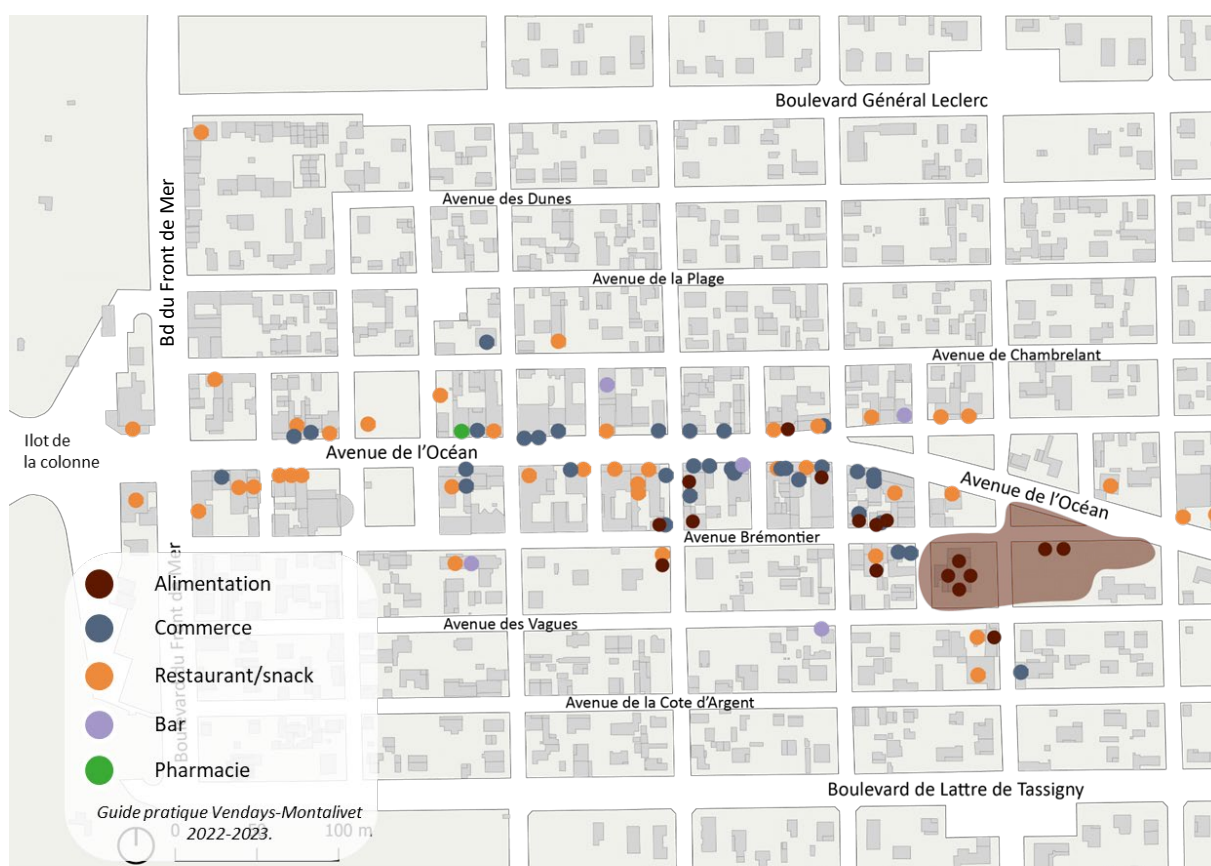 Boulevard Général Leclerc
Bd du Front de Mer
Avenue des Dunes
Avenue de la Plage
Avenue de Chambrelant
Ilot de
la colonne
Avenue de l'Océan
Avenue de l'Océan
Avenue Brémontier
Boulevard du Front de Mer
Alimentation
Commerce
Avenue des Vagues
Restaurant/snack
Avenue de la Cote d'Argent
Bar
Pharmacie
Boulevard de Lattre de Tassigny
Guide pratique Vendays-Montalivet
2022-2023.
0 50 100 m